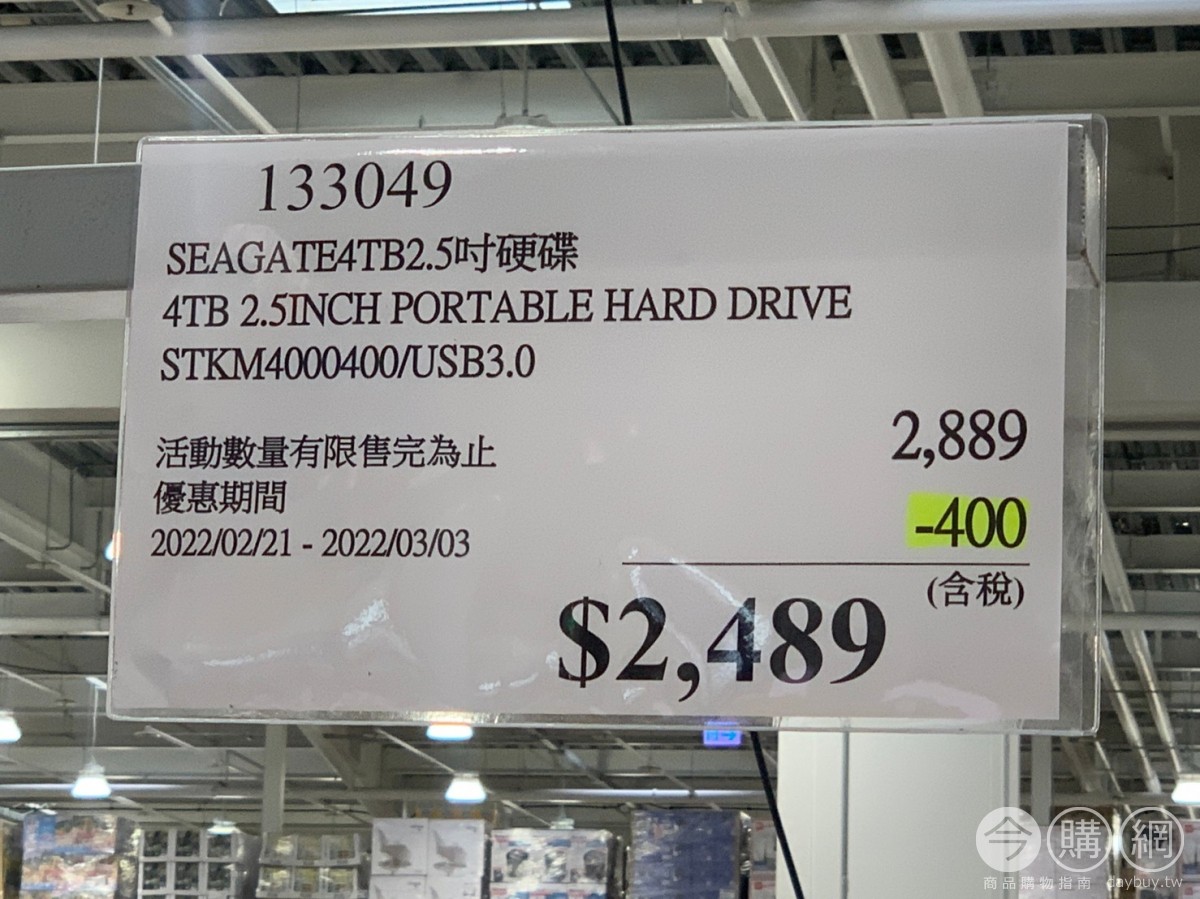 133049
SEAGATE4TB2.5吋硬碟
4TB 2.5INCH PORTABLE HARD DRIVE
STKM4000400/USB3.0
2,889
活動數量有限售完為止
優惠期間
-400
2022/02/21 - 2022/03/03
(含稅)
$2,489
今購網
商品購物指南 daybuy.tw